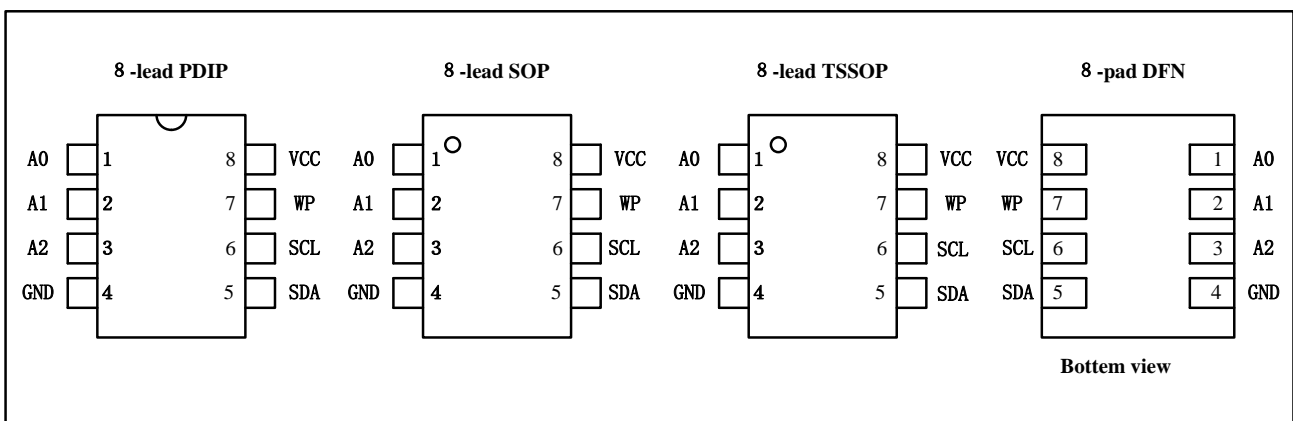 8 -lead PDIP
8 -lead SOP
8 -lead TSSOP
8 -pad DFN
A0 1 8 VCC
A1 2 7 WP
A2 3 6 SCL
GND 4 5 SDA
A0 1 8 VCC
A1 2 7 WP
A2 3 6 SCL
GND 4 5 SDA
A0 1 8 VCC
A1 2 7 WP
A2 3 6 SCL
GND 4 5 SDA
VCC 8 1 A0
WP 7 2 A1
SCL 6 3 A2
SDA 5 4 GND
Bottem view